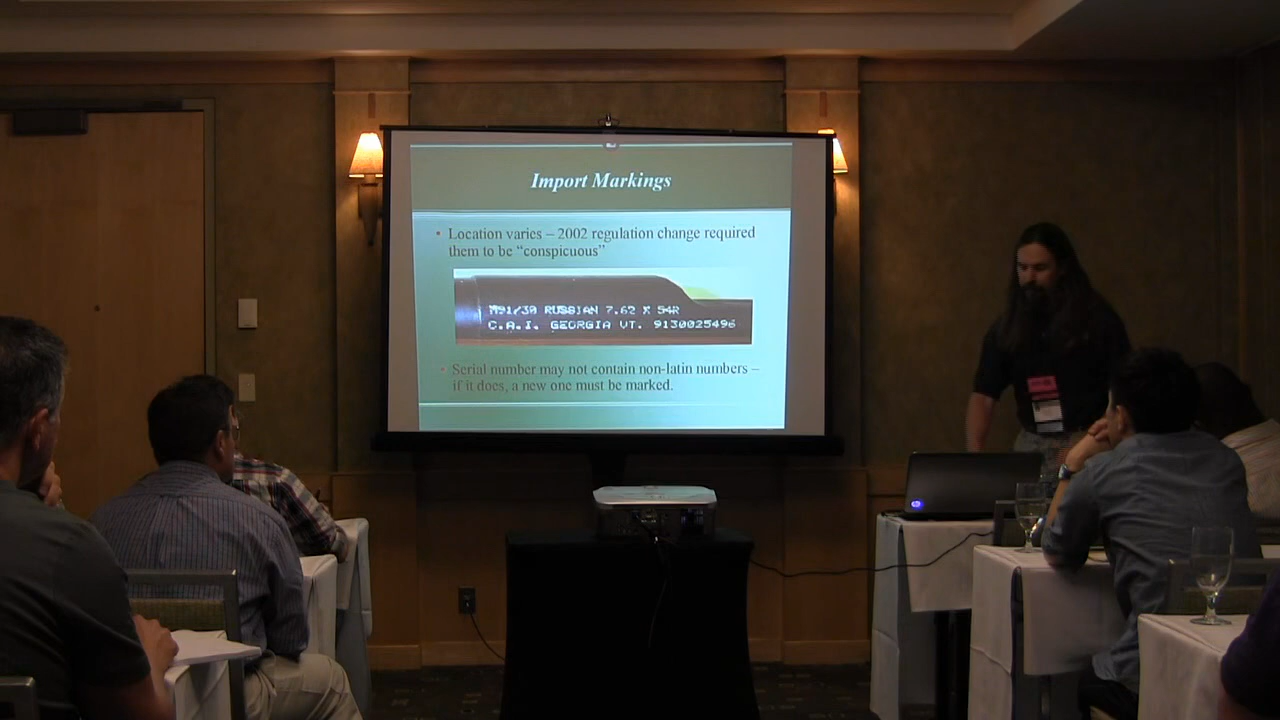 Import Markings
• Location varies – 2002 regulation change required
them to be “conspicuous”
M91/30 RUSSIAN 7.62 X 54R
C.A.I. GEORGIA VT. 9130025496
• Serial number may not contain non-latin numbers –
if it does, a new one must be marked.